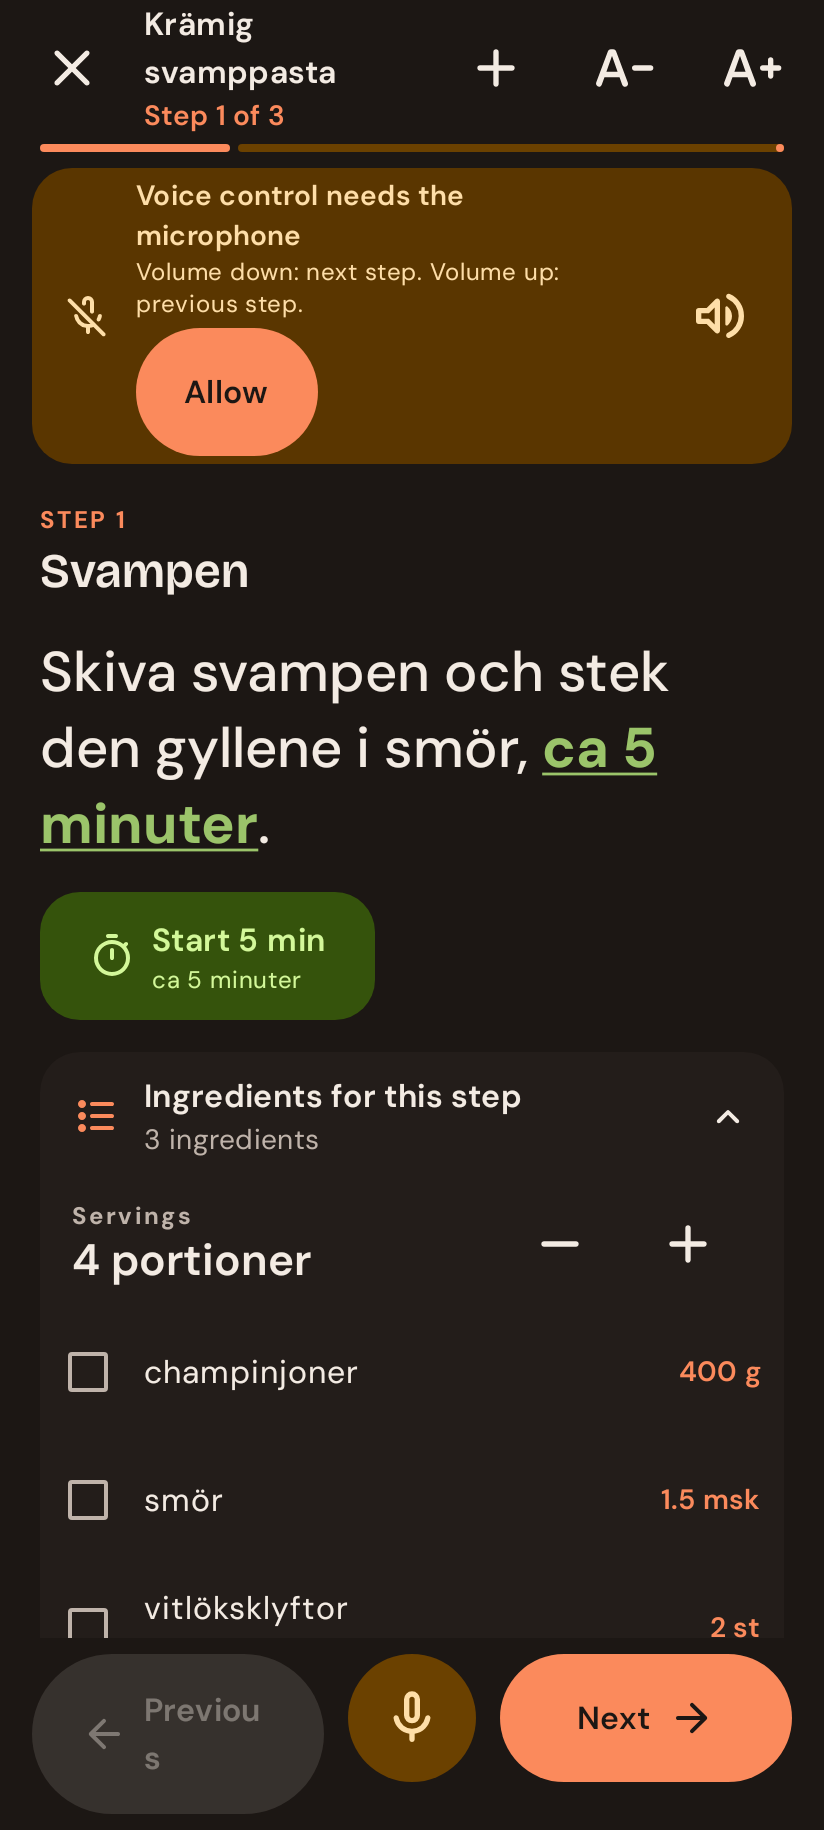 Krämig
svamppasta
Step 1 of 3
A−
A+
Voice control needs the
microphone
Volume down: next step. Volume up:
previous step.
Allow
STEP 1
Svampen
Skiva svampen och stek
den gyllene i smör, ca 5
minuter.
Start 5 min
ca 5 minuter
Ingredients for this step
3 ingredients
Servings
4 portioner
champinjoner
400 g
smör
1.5 msk
vitlöksklyftor
2 st
Previou
s
Next